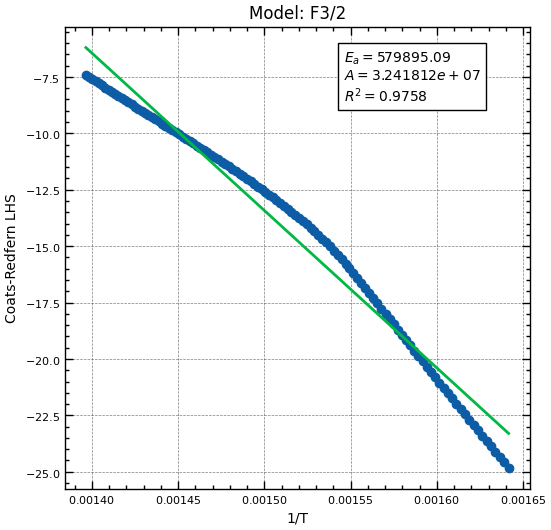 Model: F3/2
E_a = 579895.09
A = 3.241812e + 07
R^2 = 0.9758
Coats-Redfern LHS
−7.5
−10.0
−12.5
−15.0
−17.5
−20.0
−22.5
−25.0
0.00140 0.00145 0.00150 0.00155 0.00160 0.00165
1/T